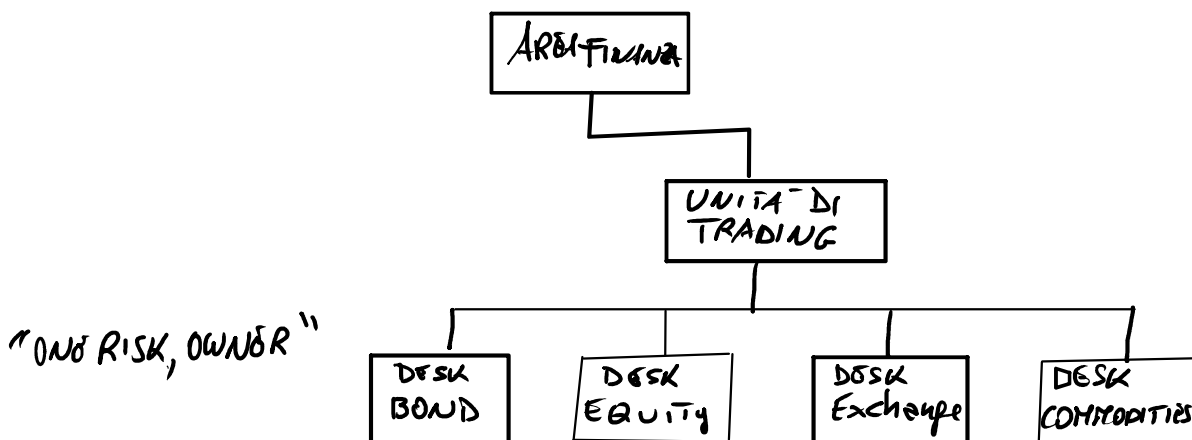 AREA FINANZA
UNITA' DI
TRADING
"ONE RISK, OWNER"
DESK
BOND
DESK
EQUITY
DESK
Exchange
DESK
COMMODITIES